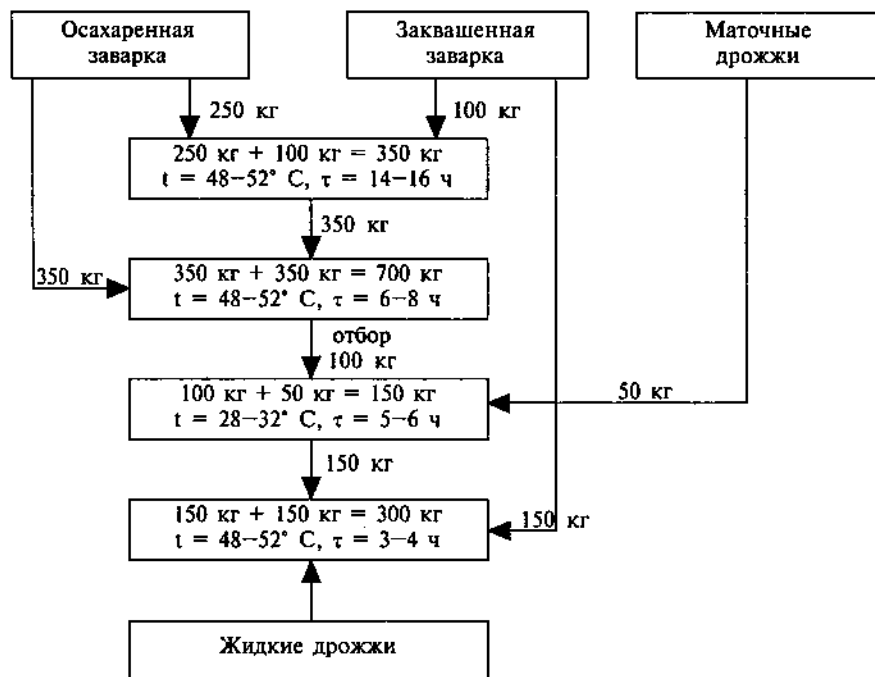 Осахаренная
заварка
Заквашенная
заварка
Маточные
дрожжи
250 кг
100 кг
250 кг + 100 кг = 350 кг
t = 48—52° C, τ = 14—16 ч
350 кг
350 кг
350 кг + 350 кг = 700 кг
t = 48—52° C, τ = 6—8 ч
отбор
100 кг
100 кг + 50 кг = 150 кг
t = 28—32° C, τ = 5—6 ч
50 кг
150 кг
150 кг + 150 кг = 300 кг
t = 48—52° C, τ = 3—4 ч
150 кг
Жидкие дрожжи